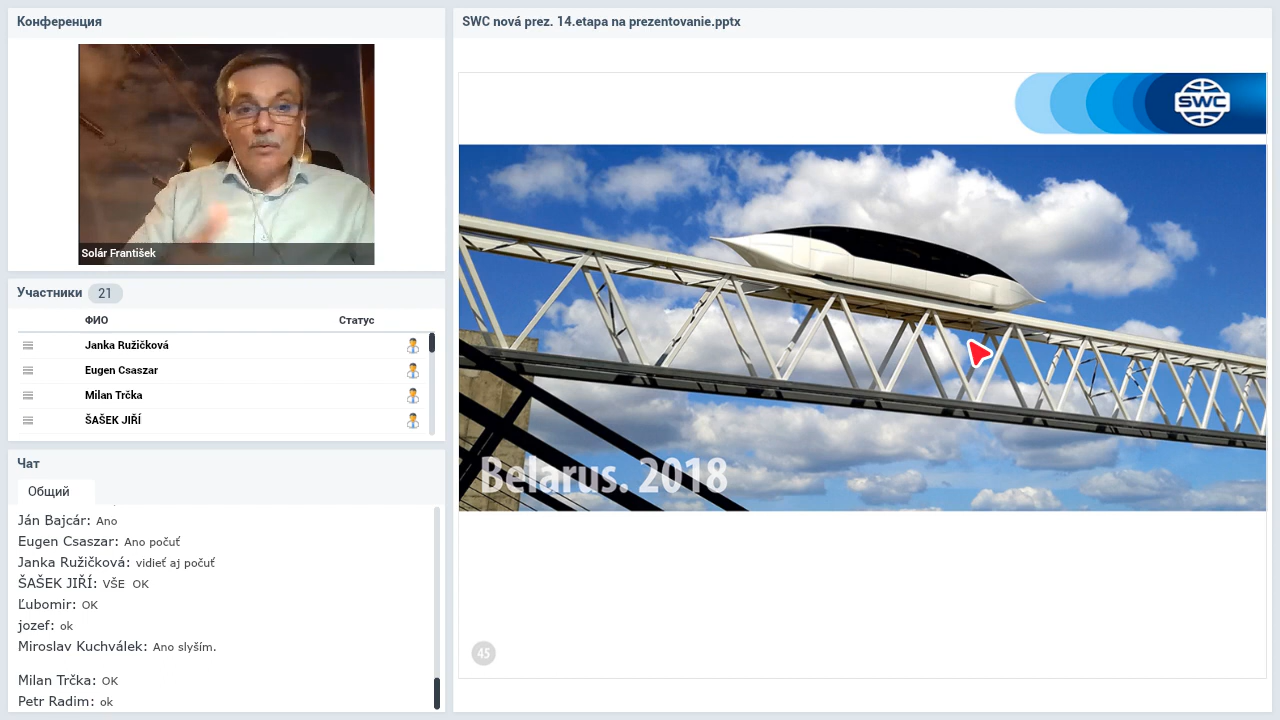 Конференция
Solár František
Участники 21
ФИО Статус
Janka Ružičková
Eugen Csaszar
Milan Trčka
ŠAŠEK JIŘÍ
Чат
Общий
Ján Bajcár: Ano
Eugen Csaszar: Ano počuť
Janka Ružičková: vidieť aj počuť
ŠAŠEK JIŘÍ: VŠE OK
Ľubomir: OK
jozef: ok
Miroslav Kuchválek: Ano slyším.
Milan Trčka: OK
Petr Radim: ok
SWC nová prez. 14.etapa na prezentovanie.pptx
SWC
Belarus. 2018
45